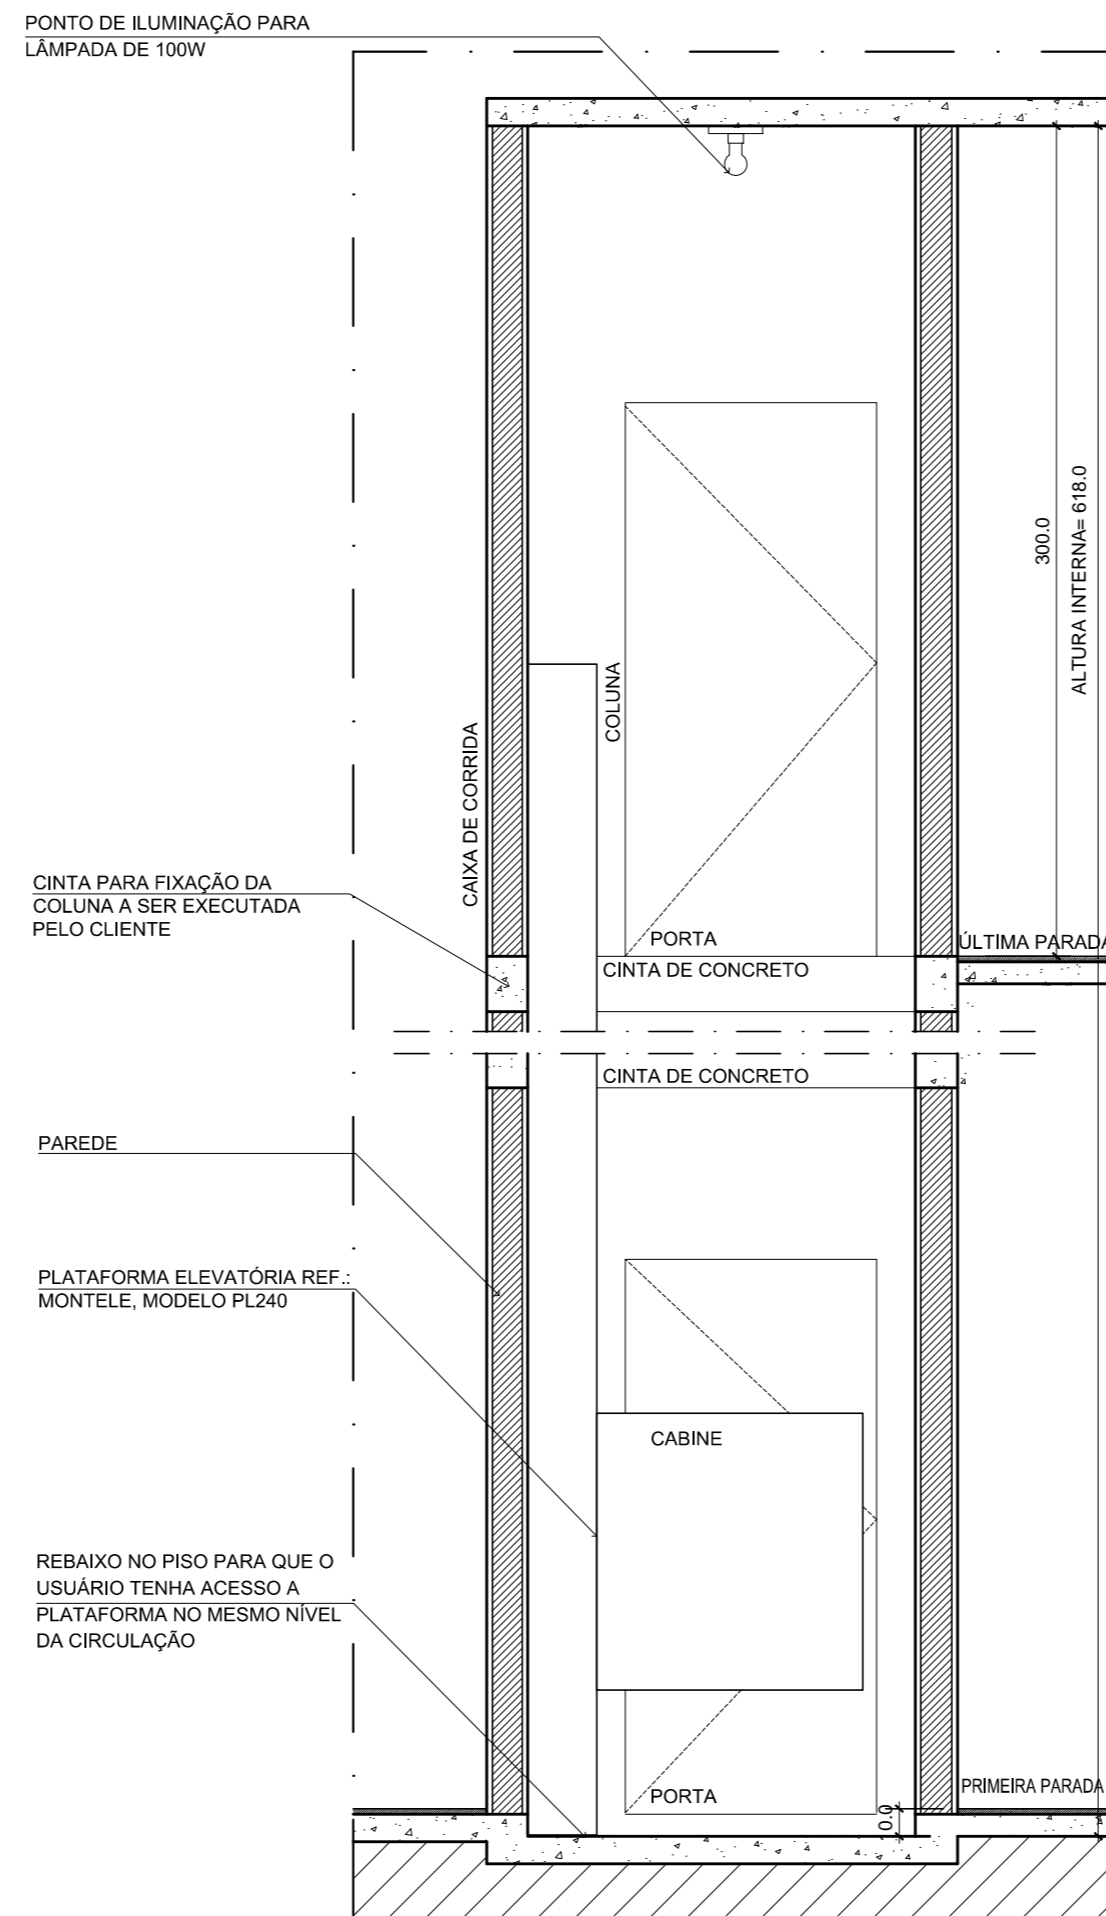 PONTO DE ILUMINAÇÃO PARA
LÂMPADA DE 100W
300.0
ALTURA INTERNA= 618.0
COLUNA
CAIXA DE CORRIDA
CINTA PARA FIXAÇÃO DA
COLUNA A SER EXECUTADA
PELO CLIENTE
PORTA
ÚLTIMA PARADA
CINTA DE CONCRETO
CINTA DE CONCRETO
PAREDE
PLATAFORMA ELEVATÓRIA REF.:
MONTELE, MODELO PL240
CABINE
REBAIXO NO PISO PARA QUE O
USUÁRIO TENHA ACESSO A
PLATAFORMA NO MESMO NÍVEL
DA CIRCULAÇÃO
PORTA
PRIMEIRA PARADA